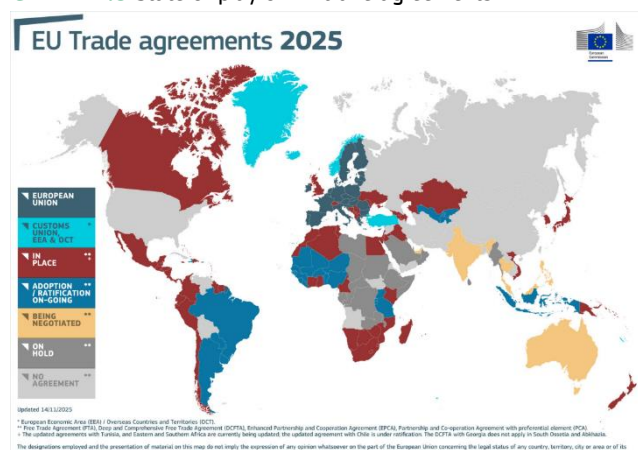 EU Trade agreements 2025
European
Commission
EUROPEAN
UNION
CUSTOMS *
UNION,
EEA & OCT
IN **
PLACE
ADOPTION **
/ RATIFICATION
ON-GOING
BEING **
NEGOTIATED
ON **
HOLD
NO **
AGREEMENT
Updated 14/11/2025
* European Economic Area (EEA) / Overseas Countries and Territories (OCT).
** Free Trade Agreement (FTA), Deep and Comprehensive Free Trade Agreement (DCFTA), Enhanced Partnership and Cooperation Agreement (EPCA), Partnership and Co-operation Agreement with preferential element (PCA).
The updated agreements with Tunisia, and Eastern and Southern Africa are currently being updated; the updated agreement with Chile is under ratification. The DCFTA with Georgia does not apply in South Ossetia and Abkhazia.
The designations employed and the presentation of material on this map do not imply the expression of any opinion whatsoever on the part of the European Union concerning the legal status of any country, territory, city or area or of its